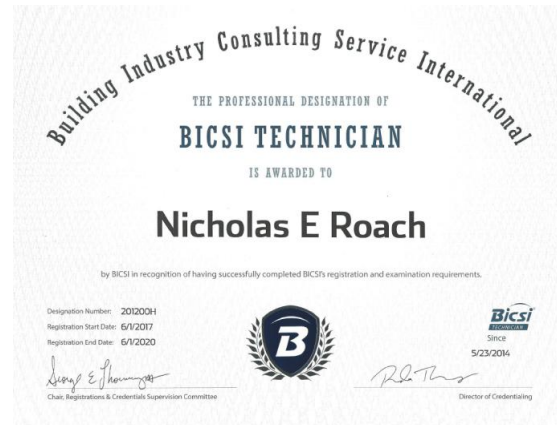 Building Industry Consulting Service International
THE PROFESSIONAL DESIGNATION OF
BICSI TECHNICIAN
IS AWARDED TO
Nicholas E Roach
by BICSI in recognition of having successfully completed BICSI's registration and examination requirements.
Designation Number: 201200H
Registration Start Date: 6/1/2017
Registration End Date: 6/1/2020
B
Bicsi
TECHNICIAN
Since
5/23/2014
Chair, Registrations & Credentials Supervision Committee
Director of Credentialing